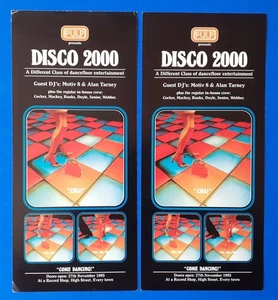 PULP
presents
DISCO 2000
A Different Class of dancefloor entertainment
Guest DJ's: Motiv 8 & Alan Tarney
plus the regular in-house crew:
Cocker, Mackey, Banks, Doyle, Senior, Webber.
"COME DANCING!"
Doors open: 27th November 1995
At a Record Shop, High Street, Every town
PULP
presents
DISCO 2000
A Different Class of dancefloor entertainment
Guest DJ's: Motiv 8 & Alan Tarney
plus the regular in-house crew:
Cocker, Mackey, Banks, Doyle, Senior, Webber.
"COME DANCING!"
Doors open: 27th November 1995
At a Record Shop, High Street, Every town